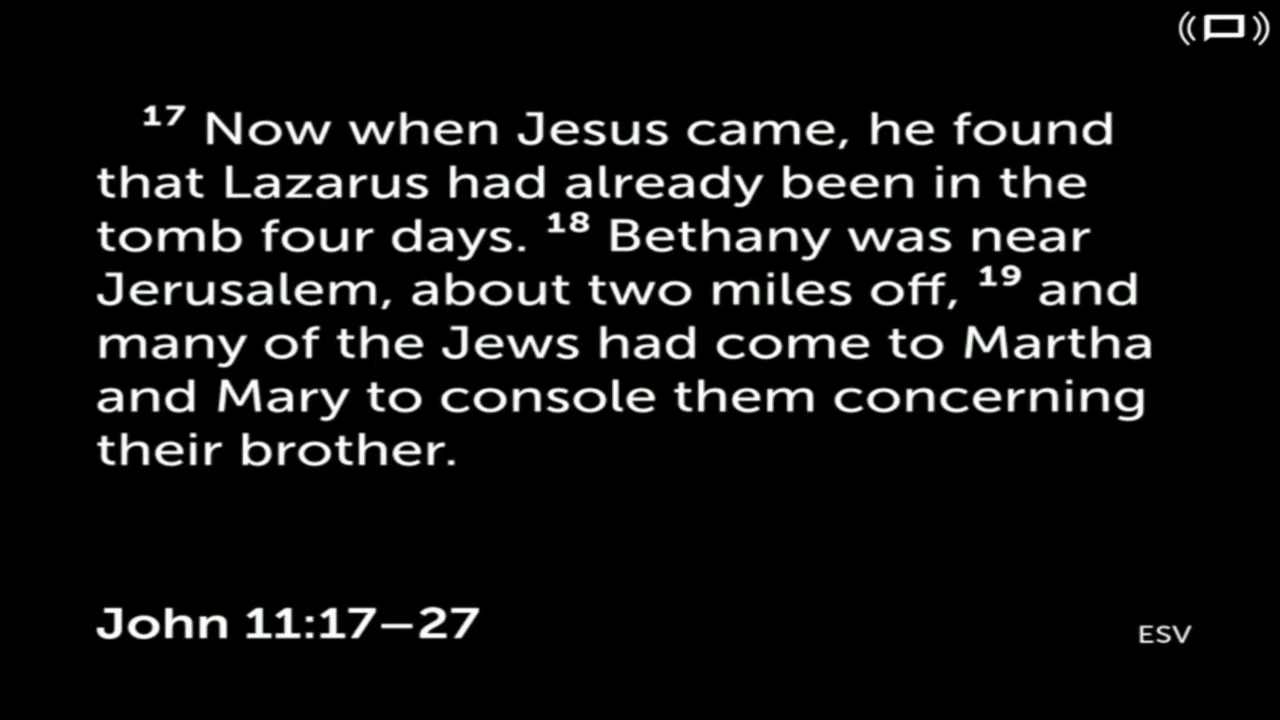 17 Now when Jesus came, he found
that Lazarus had already been in the
tomb four days. 18 Bethany was near
Jerusalem, about two miles off, 19 and
many of the Jews had come to Martha
and Mary to console them concerning
their brother.
John 11:17–27
ESV